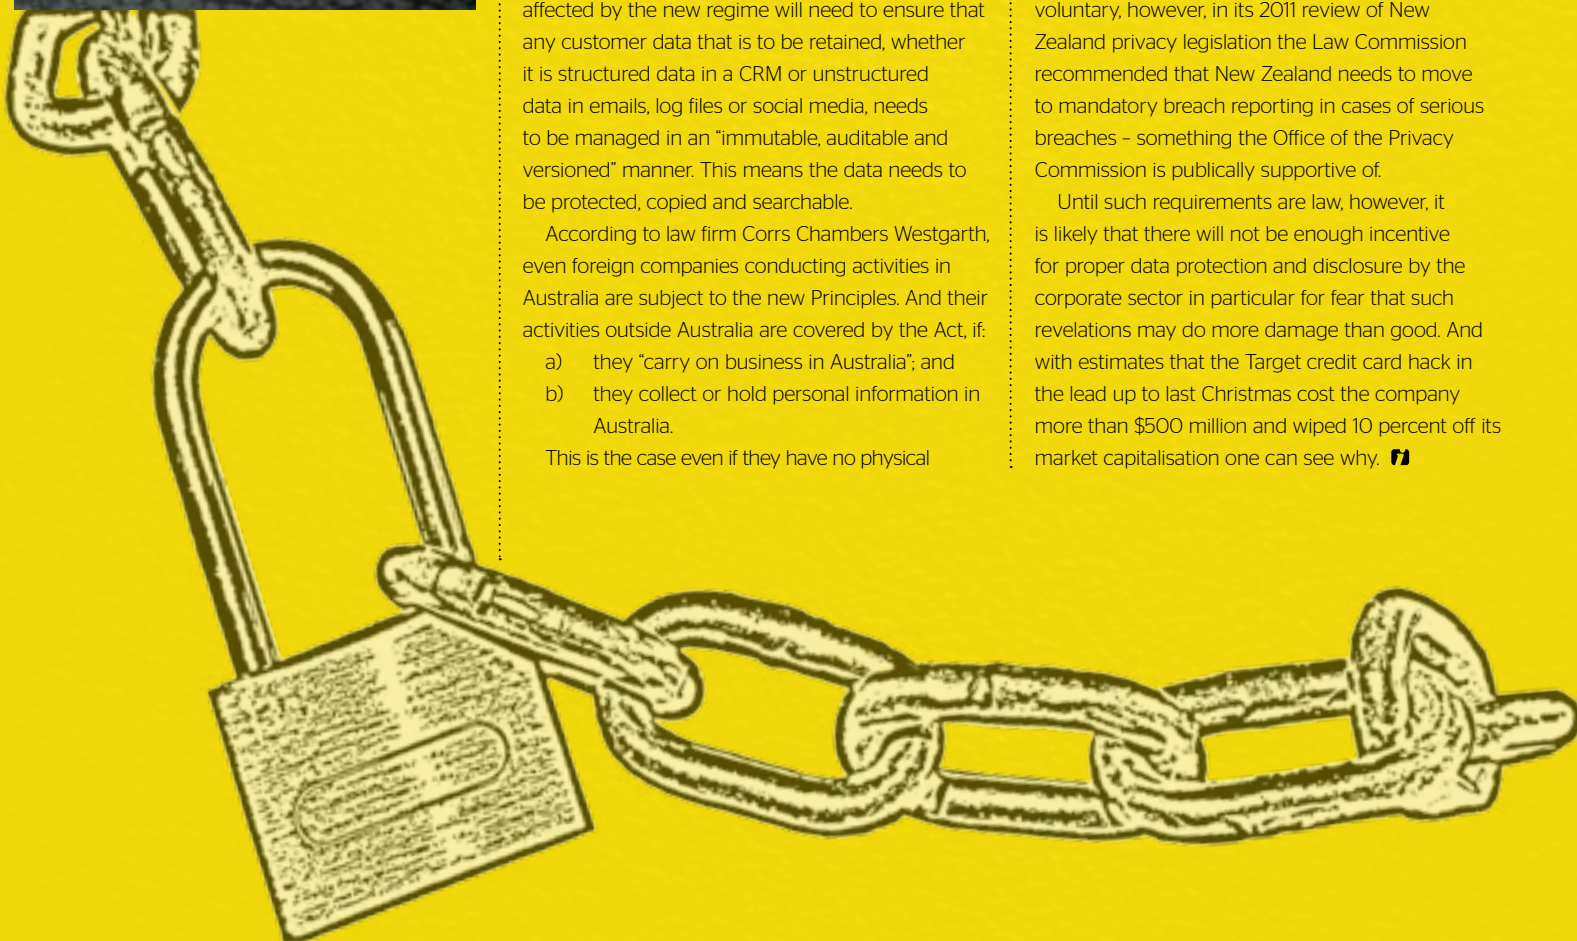 affected by the new regime will need to ensure that
any customer data that is to be retained, whether
it is structured data in a CRM or unstructured
data in emails, log files or social media, needs
to be managed in an “immutable, auditable and
versioned” manner. This means the data needs to
be protected, copied and searchable.
According to law firm Corrs Chambers Westgarth,
even foreign companies conducting activities in
Australia are subject to the new Principles. And their
activities outside Australia are covered by the Act, if:
a) they “carry on business in Australia”; and
b) they collect or hold personal information in
Australia.
This is the case even if they have no physical
voluntary, however, in its 2011 review of New
Zealand privacy legislation the Law Commission
recommended that New Zealand needs to move
to mandatory breach reporting in cases of serious
breaches – something the Office of the Privacy
Commission is publically supportive of.
Until such requirements are law, however, it
is likely that there will not be enough incentive
for proper data protection and disclosure by the
corporate sector in particular for fear that such
revelations may do more damage than good. And
with estimates that the Target credit card hack in
the lead up to last Christmas cost the company
more than $500 million and wiped 10 percent off its
market capitalisation one can see why.